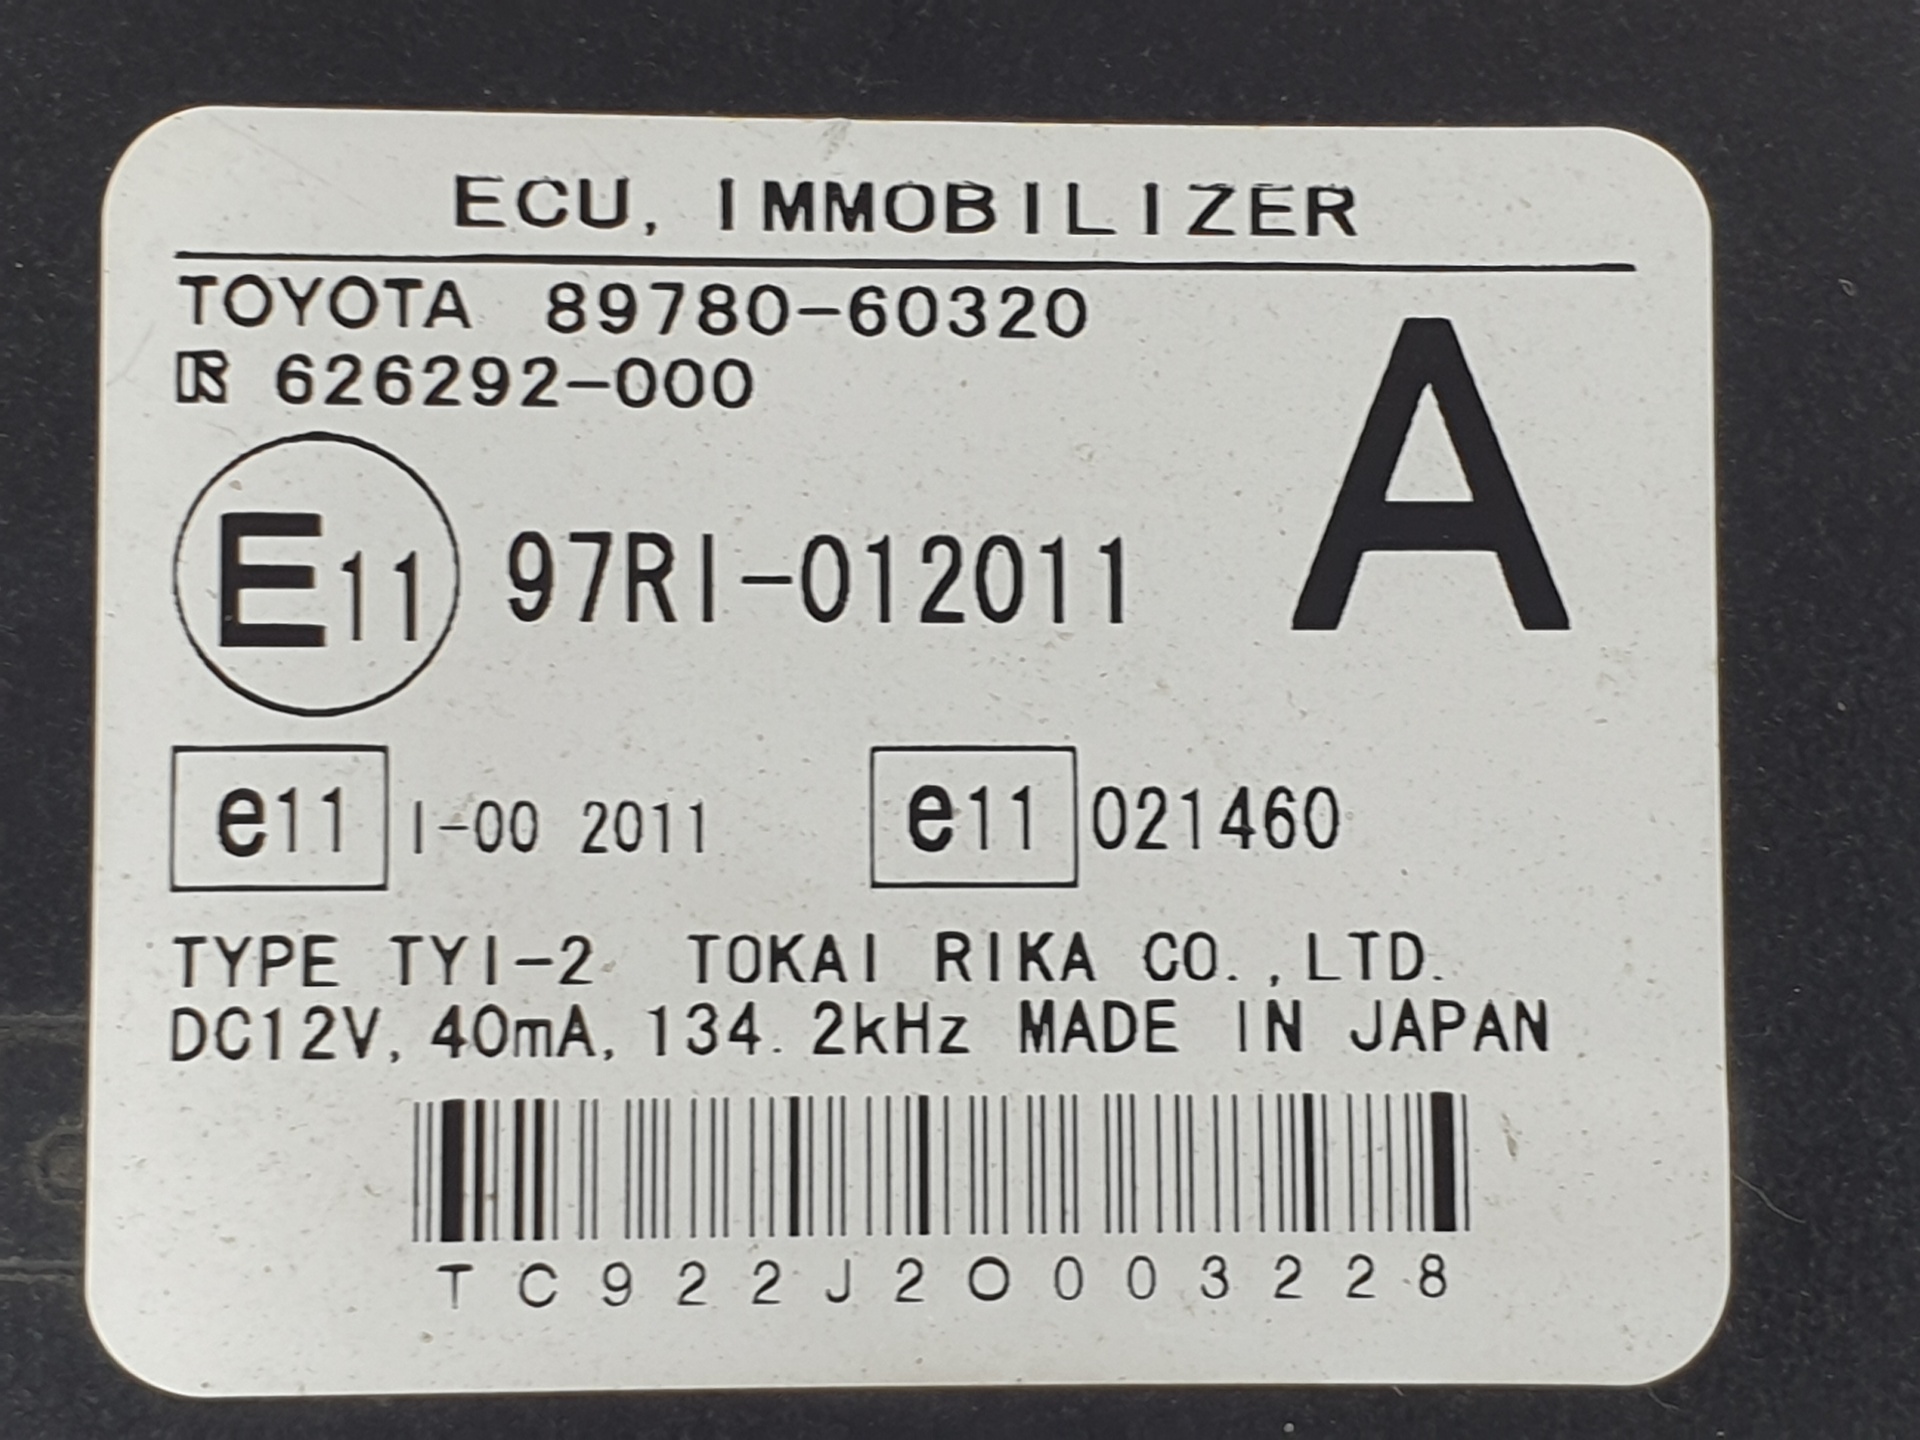 ECU, IMMOBILIZER
TOYOTA 89780-60320
626292-000
A
E11 97RI-012011
e11 I-00 2011 e11 021460
TYPE TYI-2 TOKAI RIKA CO.,LTD.
DC12V, 40mA, 134.2kHz MADE IN JAPAN
TC922J2O003228